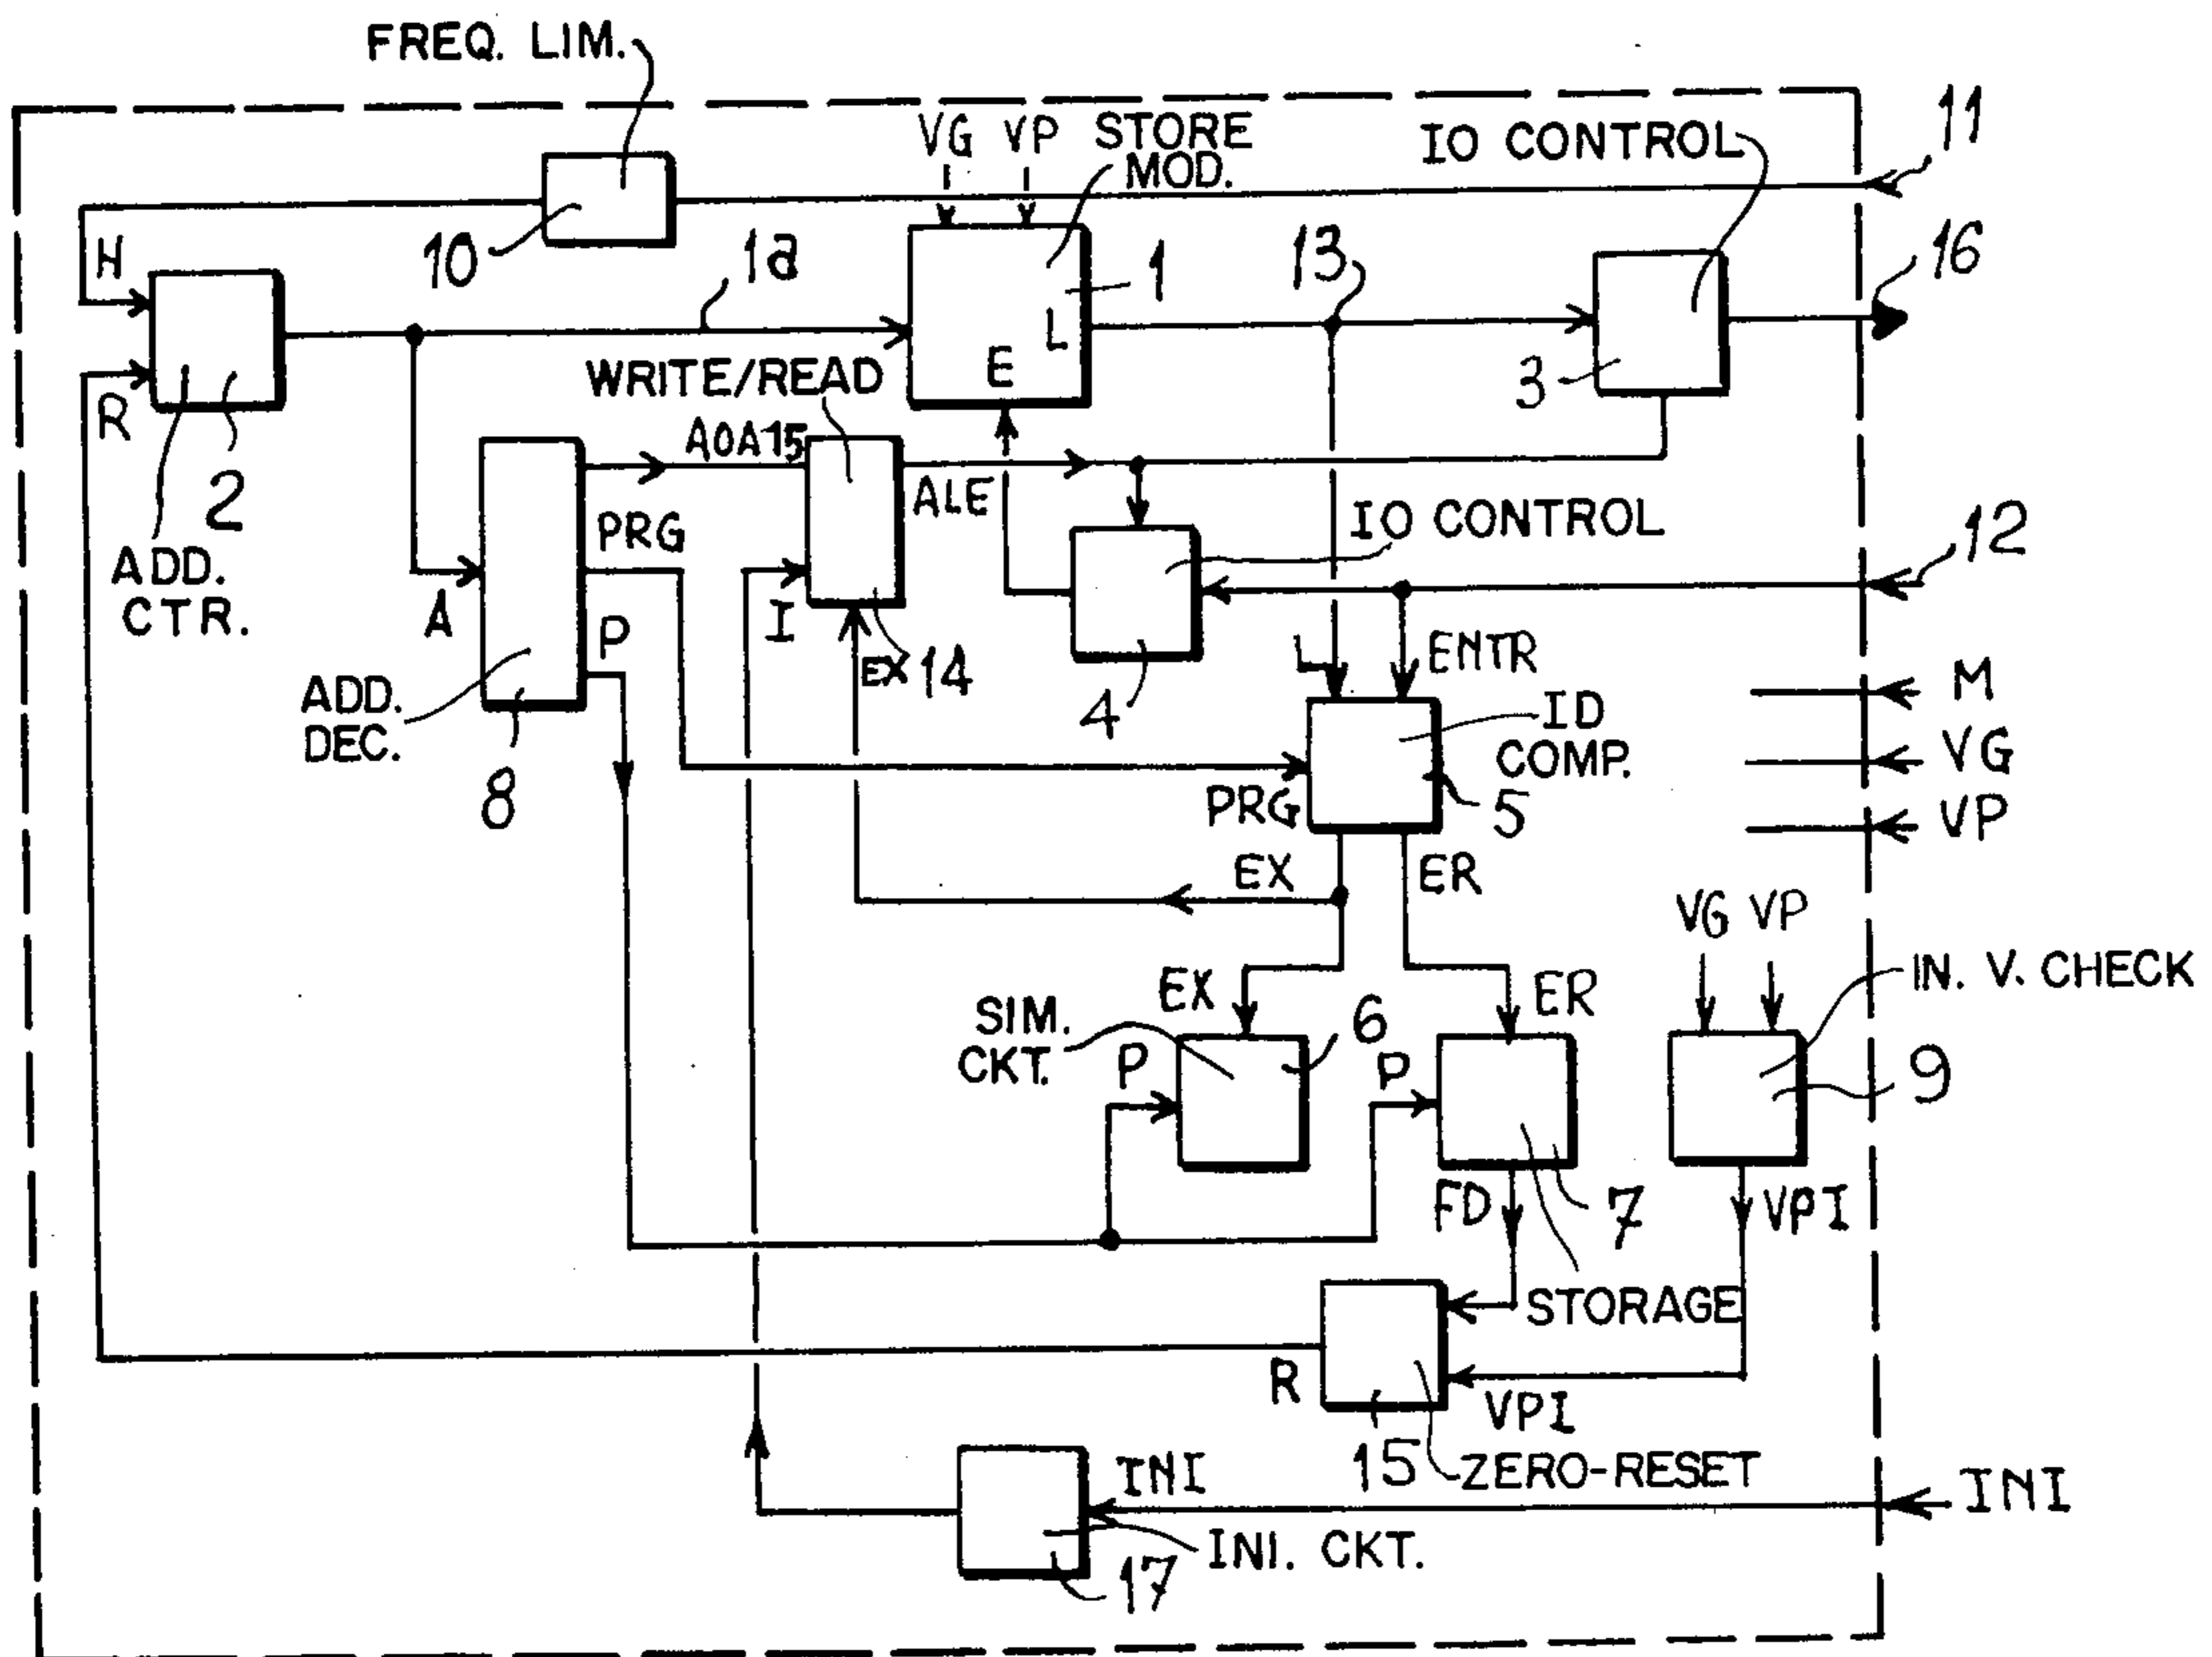 FREQ. LIM.
VG VP STORE
MOD.
IO CONTROL
11
H
10
1a
1
13
16
L
E
3
R
WRITE/READ
2
A0A15
ALE
IO CONTROL
12
ADD.
CTR.
PRG
A
I
P
EX 14
L
ENTR
M
ADD.
DEC.
4
ID
COMP.
VG
8
PRG
5
VP
EX
ER
VG VP
IN. V. CHECK
EX
ER
SIM.
CKT.
6
P
P
9
FD
7
VPI
STORAGE
R
VPI
15
ZERO-RESET
INI
INI
INI. CKT.
17